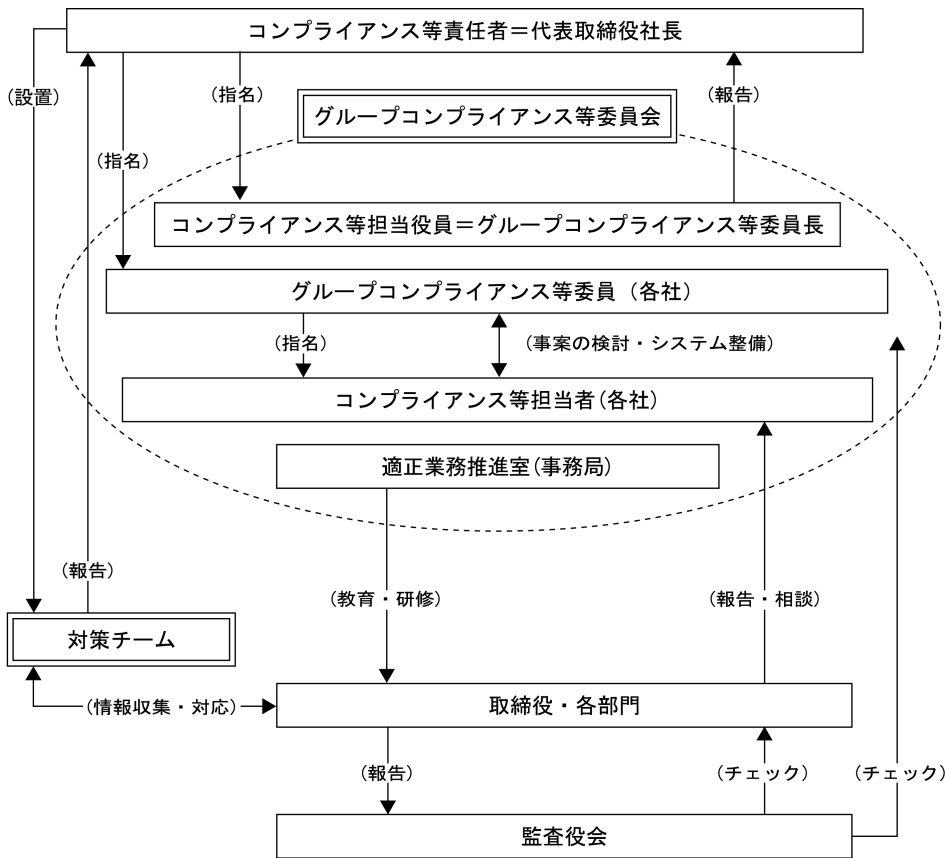 コンプライアンス等責任者＝代表取締役社長
(設置)
(指名)
(報告)
グループコンプライアンス等委員会
(指名)
コンプライアンス等担当役員＝グループコンプライアンス等委員長
グループコンプライアンス等委員（各社）
(指名)
(事案の検討・システム整備)
コンプライアンス等担当者(各社)
適正業務推進室(事務局)
(報告)
(教育・研修)
(報告・相談)
対策チーム
(情報収集・対応)
取締役・各部門
(報告)
(チェック)
(チェック)
監査役会